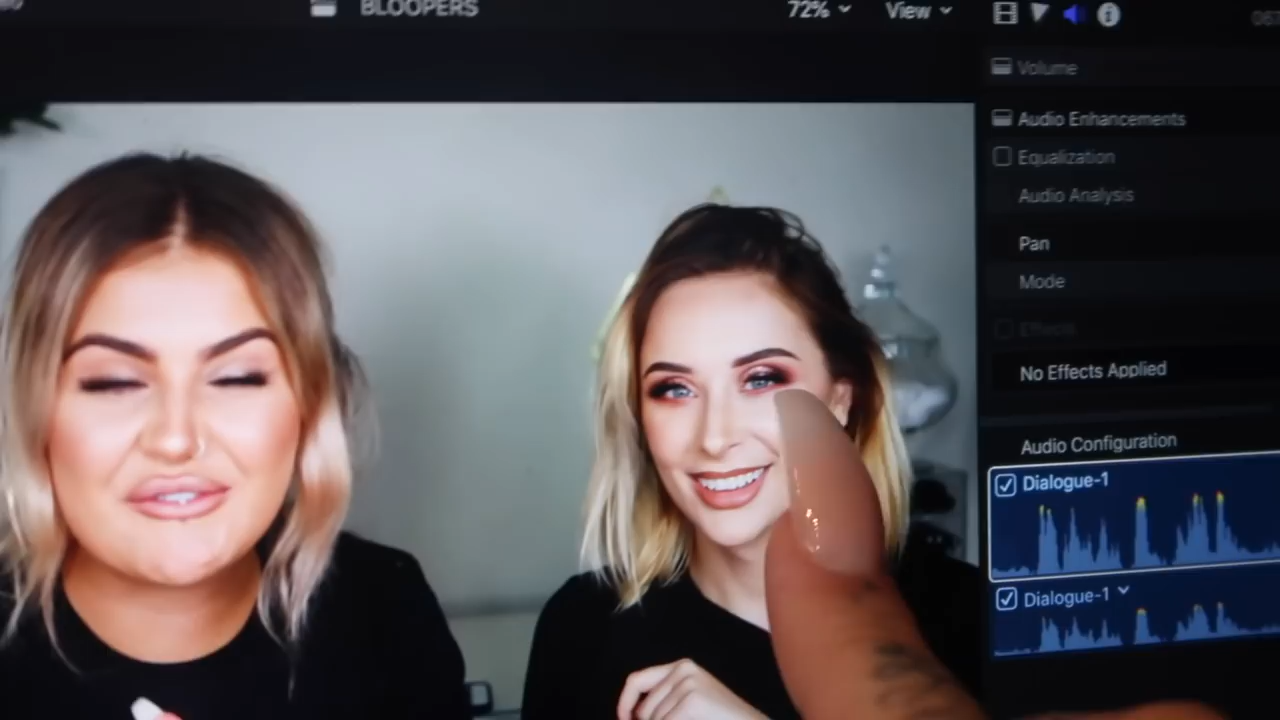 BLOOPERS
72%
View
Volume
Audio Enhancements
Equalization
Audio Analysis
Pan
Mode
Effects
No Effects Applied
Audio Configuration
Dialogue-1
Dialogue-1